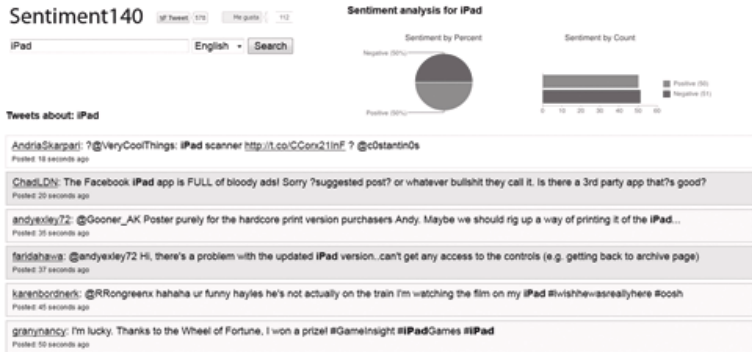 Sentiment140
Tweet 578
Me gusta 112
iPad English Search
Sentiment analysis for iPad
Sentiment by Percent
Negative (50%)
Positive (50%)
Sentiment by Count
Positive (50)
Negative (51)
0 10 20 30 40 50 60
Tweets about: iPad
AndriaSkarpari: ?@VeryCoolThings: iPad scanner http://t.co/CCorx21InF ? @c0stantin0s
Posted: 18 seconds ago
ChadLDN: The Facebook iPad app is FULL of bloody ads! Sorry ?suggested post? or whatever bullshit they call it. Is there a 3rd party app that?s good?
Posted: 20 seconds ago
andyexley72: @Gooner_AK Poster purely for the hardcore print version purchasers Andy. Maybe we should rig up a way of printing it of the iPad...
Posted: 35 seconds ago
faridahawa: @andyexley72 Hi, there's a problem with the updated iPad version..can't get any access to the controls (e.g. getting back to archive page)
Posted: 37 seconds ago
karenbordnerk: @RRongreenx hahaha ur funny hayles he's not actually on the train I'm watching the film on my iPad #Iwishhewasreallyhere #oosh
Posted: 45 seconds ago
granynancy: I'm lucky. Thanks to the Wheel of Fortune, I won a prize! #GameInsight #iPadGames #iPad
Posted: 50 seconds ago